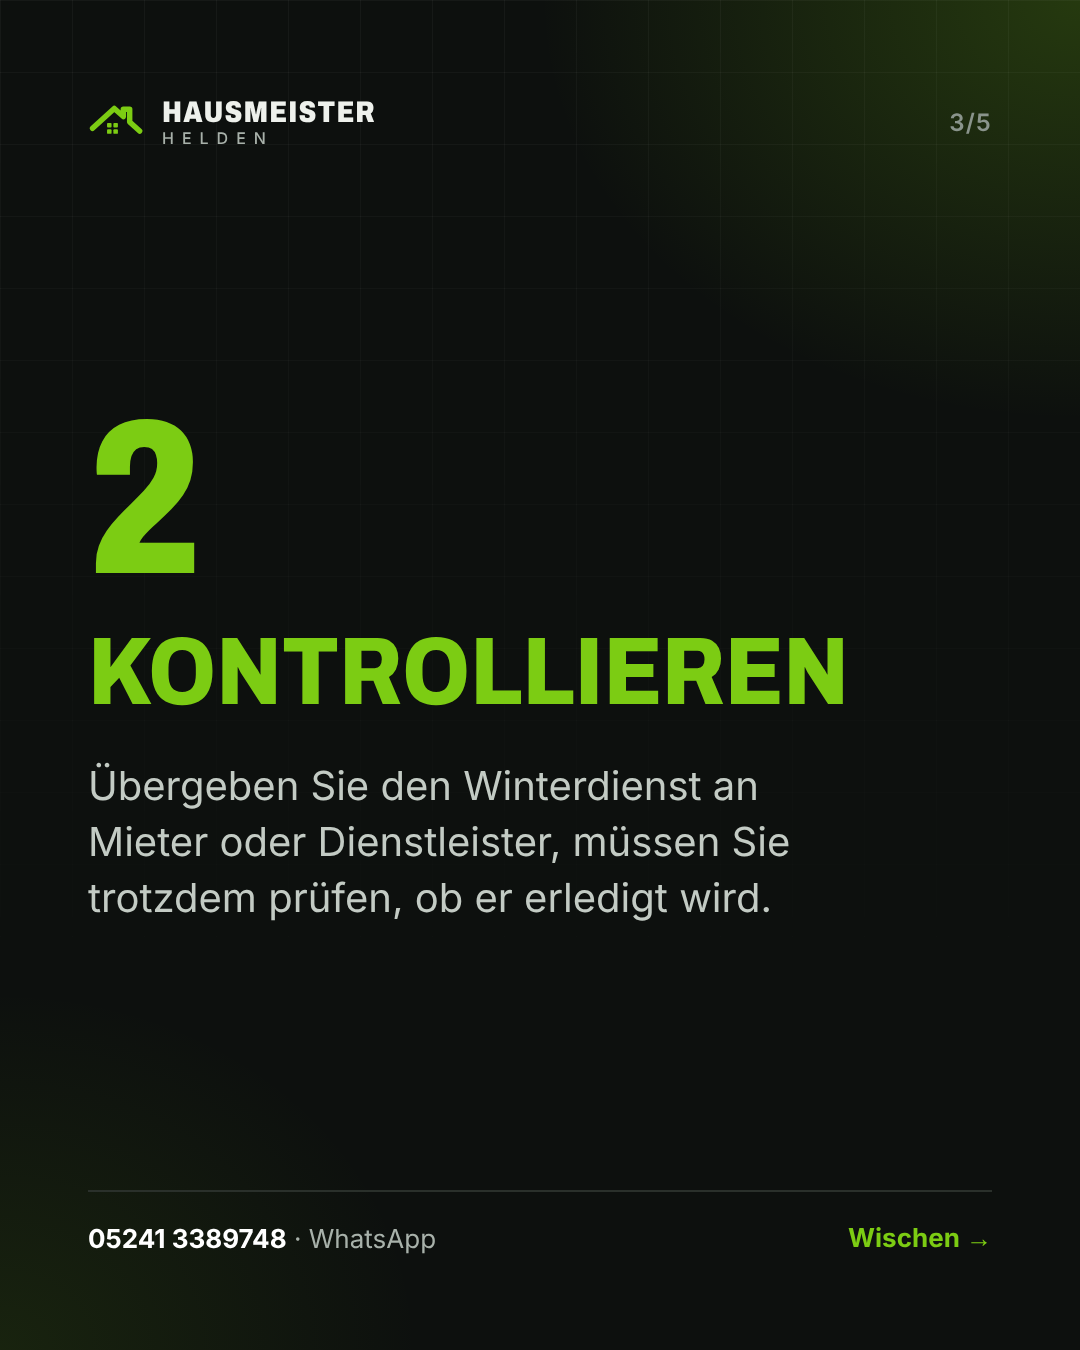 HAUSMEISTER
HELDEN
3/5
2
KONTROLLIEREN
Übergeben Sie den Winterdienst an
Mieter oder Dienstleister, müssen Sie
trotzdem prüfen, ob er erledigt wird.
05241 3389748 · WhatsApp
Wischen →